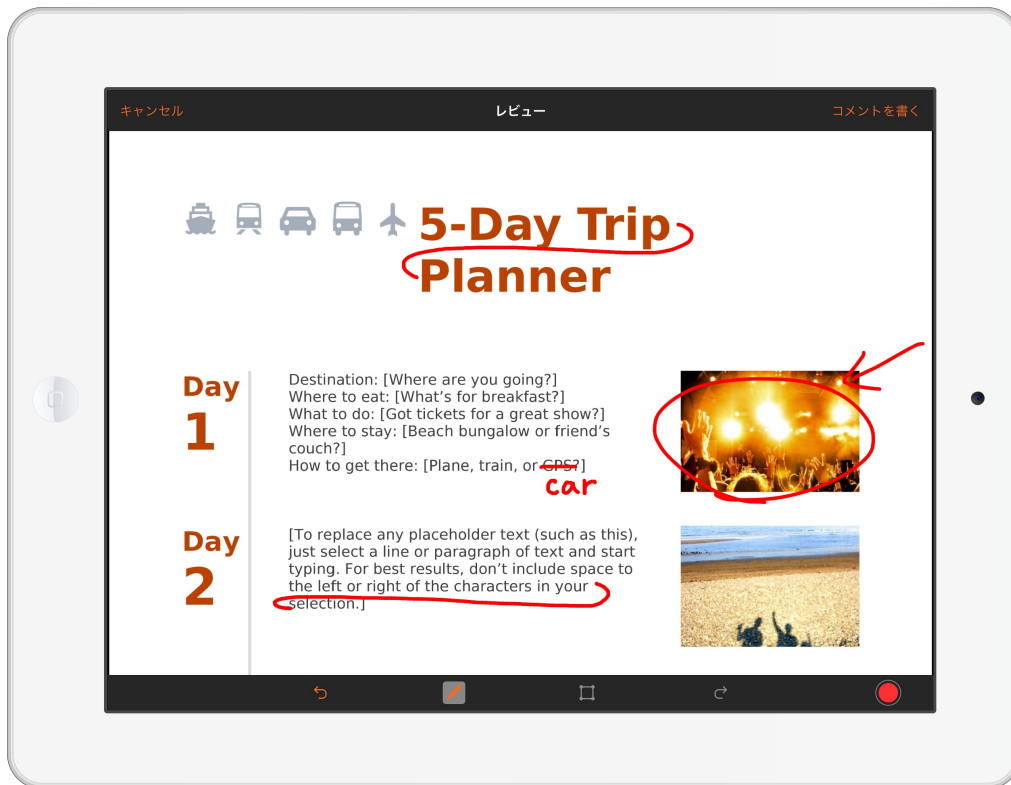 キャンセル レビュー コメントを書く
5-Day Trip
Planner
Day
1
Destination: [Where are you going?]
Where to eat: [What’s for breakfast?]
What to do: [Got tickets for a great show?]
Where to stay: [Beach bungalow or friend’s
couch?]
How to get there: [Plane, train, or GPS?]
car
Day
2
[To replace any placeholder text (such as this),
just select a line or paragraph of text and start
typing. For best results, don’t include space to
the left or right of the characters in your
selection.]